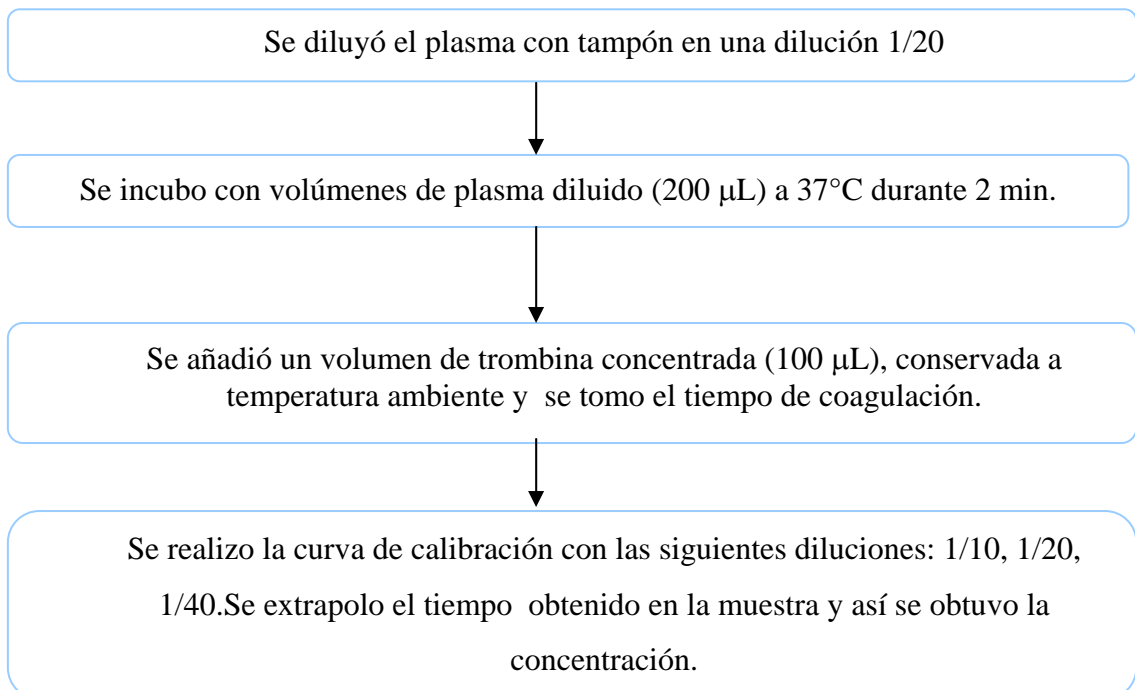 Se diluyó el plasma con tampón en una dilución 1/20
Se incubo con volúmenes de plasma diluido (200 μL) a 37°C durante 2 min.
Se añadió un volumen de trombina concentrada (100 μL), conservada a
temperatura ambiente y  se tomo el tiempo de coagulación.
Se realizo la curva de calibración con las siguientes diluciones: 1/10, 1/20,
1/40.Se extrapolo el tiempo  obtenido en la muestra y así se obtuvo la
concentración.